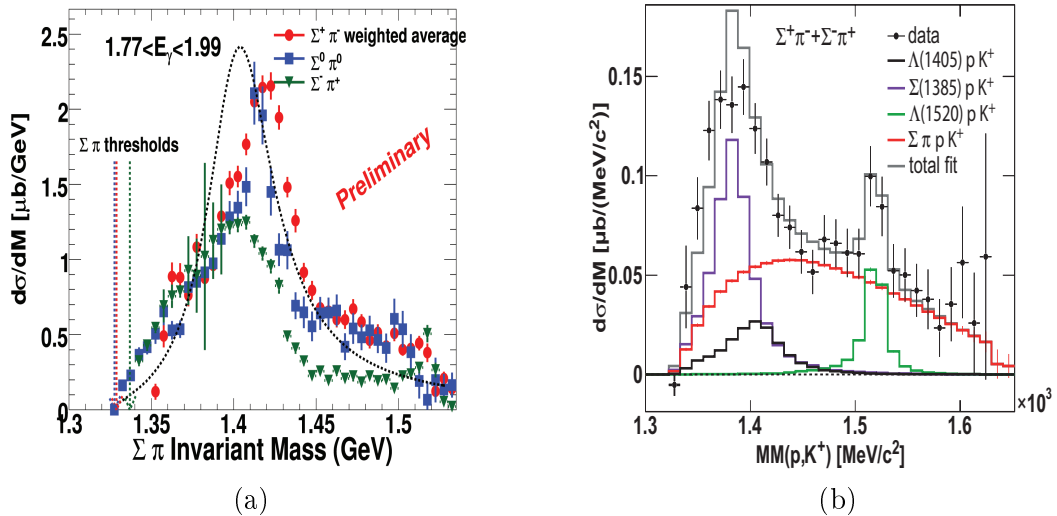 1.77<Eγ<1.99
Σ+ π- weighted average
Σ0 π0
Σ- π+
Σ π thresholds
Preliminary
dσ/dM [μb/GeV]
2.5
2
1.5
1
0.5
0
1.3 1.35 1.4 1.45 1.5
Σ π Invariant Mass (GeV)
(a)
Σ+π-+Σ-π+
data
Λ(1405) p K+
Σ(1385) p K+
Λ(1520) p K+
Σ π p K+
total fit
dσ/dM [μb/(MeV/c2)]
0.15
0.1
0.05
0
1.3 1.4 1.5 1.6
×10^3
MM(p,K+) [MeV/c2]
(b)